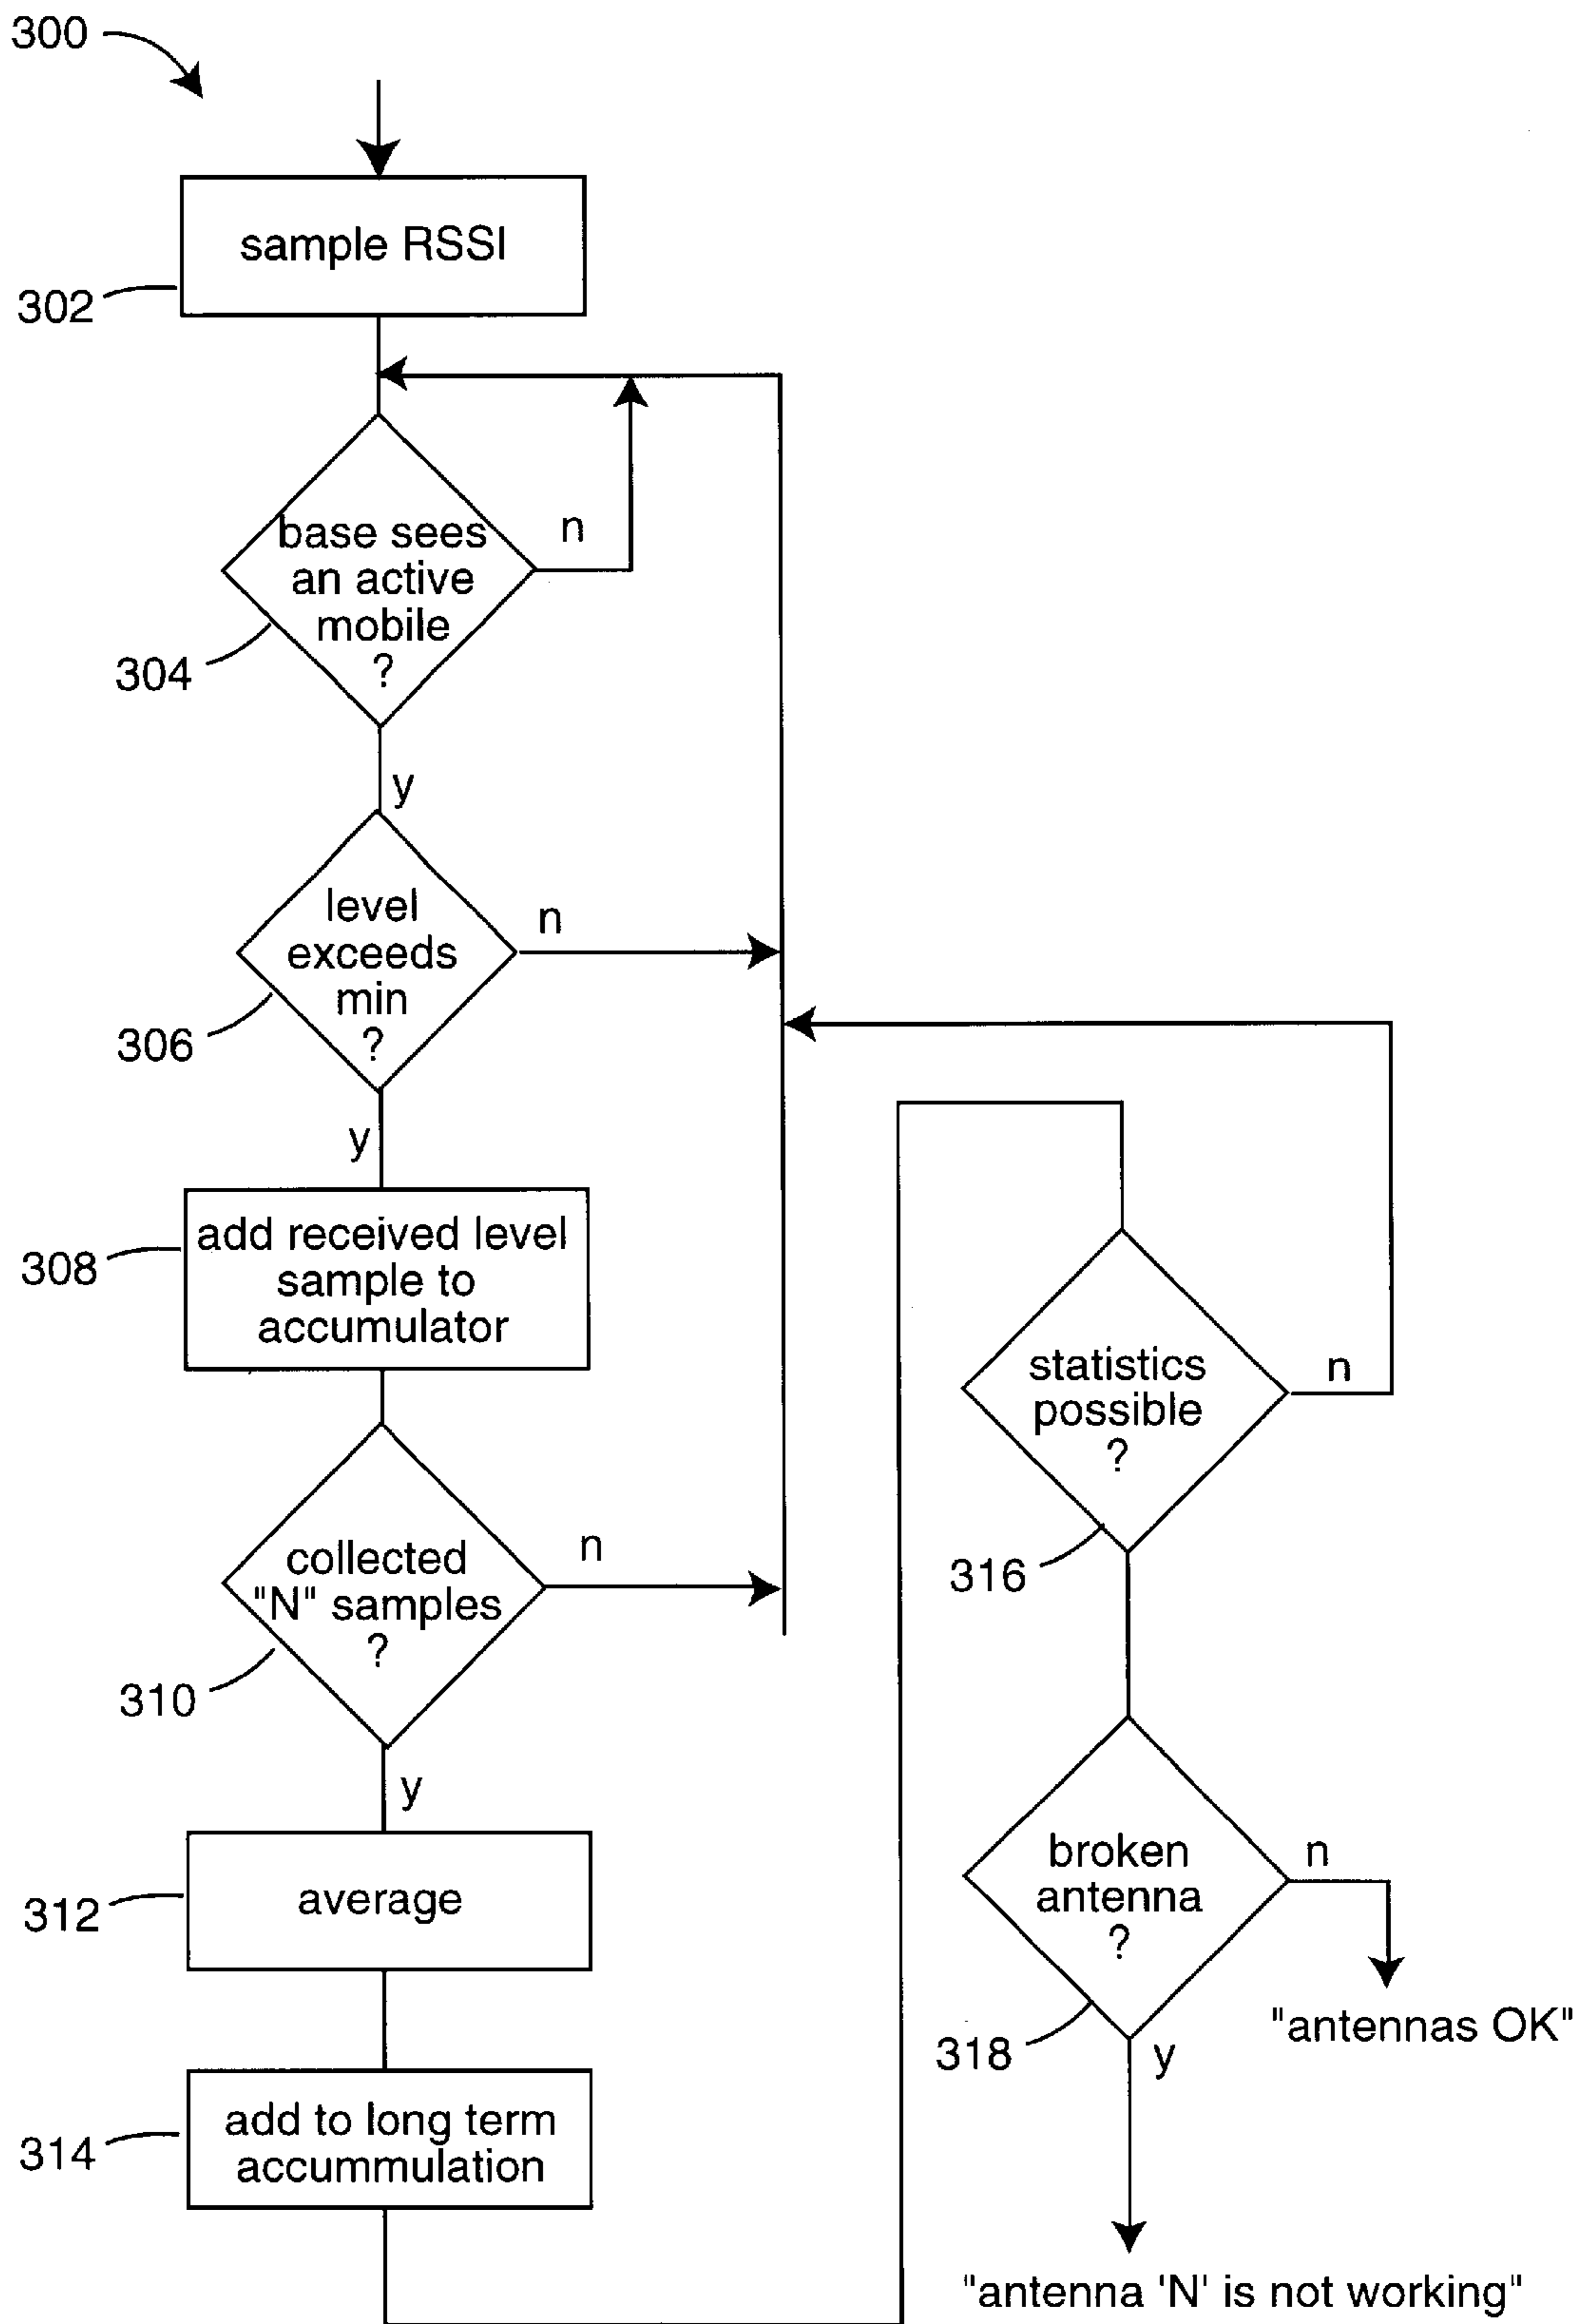 300
sample RSSI
302
base sees
an active
mobile
?
n
304
y
level
exceeds
min
?
n
306
y
add received level
sample to
accumulator
308
collected
"N" samples
?
n
310
y
average
312
add to long term
accummulation
314
statistics
possible
?
n
316
broken
antenna
?
n
"antennas OK"
318
y
"antenna 'N' is not working"